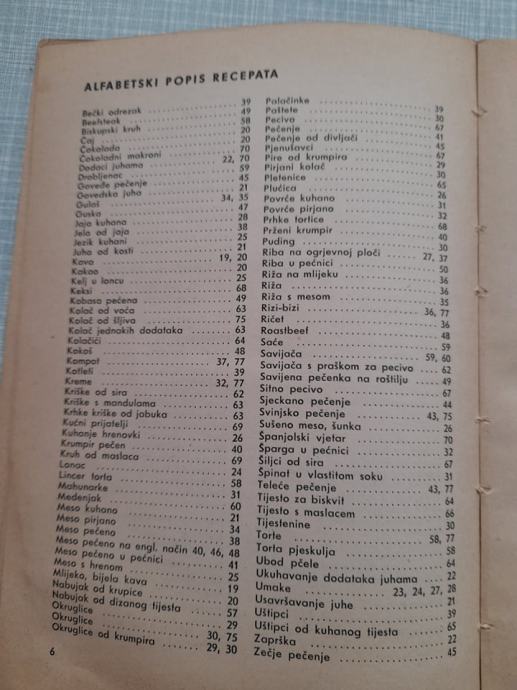 ALFABETSKI POPIS RECEPATA
Bečki odrezak 39
Beefsteak 49
Biskupski kruh 58
Čaj 20
Čokolada 20
Čokoladni makroni 70
Dodaci juhama 22, 70
Drobljenac 59
Goveđe pečenje 45
Goveđska juha 21
Gulaš 34, 35
Guska 47
Jaja kuhana 28
Jela od jaja 38
Jezik kuhani 25
Juha od kosti 21
Kava 19, 20
Kakao 20
Kelj u loncu 25
Keksi 68
Kobasa pečena 49
Kolač od voća 63
Kolač od šljiva 75
Kolač jednakih dodataka 63
Kolačići 64
Kokoš 48
Kompot 37, 77
Kotleti 39
Kreme 32, 77
Kriške od sira 62
Kriške s mandulama 63
Krhke kriške od jabuka 63
Kućni prijatelji 69
Kuhanje hrenovki 26
Krumpir pečen 40
Kruh od maslaca 69
Lonac 24
Lincer torta 58
Mahunarke 31
Medenjak 60
Meso kuhano 21
Meso pirjano 34
Meso pečeno 38
Meso pečeno na engl. način 40, 46, 48
Meso pečeno u pećnici 41
Meso s hrenom 25
Mlijeko, bijela kava 19
Nabujak od krupice 20
Nabujak od dizanog tijesta 57
Okruglice 29
Okruglice 30, 75
Okruglice od krumpira 29, 30
6
Palačinke 39
Paštete 30
Pecivo 67
Pečenje 41
Pečenje od divljači 45
Pjenušavci 67
Pire od krumpira 29
Pirjani kolač 30
Pletenice 65
Plućica 26
Povrće kuhano 31
Povrće pirjano 32
Prhke tortice 68
Prženi krumpir 40
Puding 30
Riba na ogrjevnoj ploči 27, 37
Riba u pećnici 50
Riža na mlijeku 36
Riža 36
Riža s mesom 35
Rizi-bizi 36, 77
Ričet 36
Roastbeef 48
Saće 59
Savijača 59, 60
Savijača s praškom za pecivo 62
Savijena pečenka na roštilju 49
Sitno pecivo 67
Sjeckano pečenje 44
Svinjsko pečenje 43, 75
Sušeno meso, šunka 26
Španjolski vjetar 70
Šparga u pećnici 32
Šiljci od sira 67
Špinat u vlastitom soku 31
Teleće pečenje 43, 77
Tijesto za biskvit 64
Tijesto s maslacem 66
Tijestenine 30
Torte 58, 77
Torta pjeskulja 58
Ubod pčele 64
Ukuhavanje dodataka juhama 22
Umake 23, 24, 27, 28
Usavršavanje juhe 21
Uštipci 39
Uštipci od kuhanog tijesta 65
Zaprška 22
Zečje pečenje 45